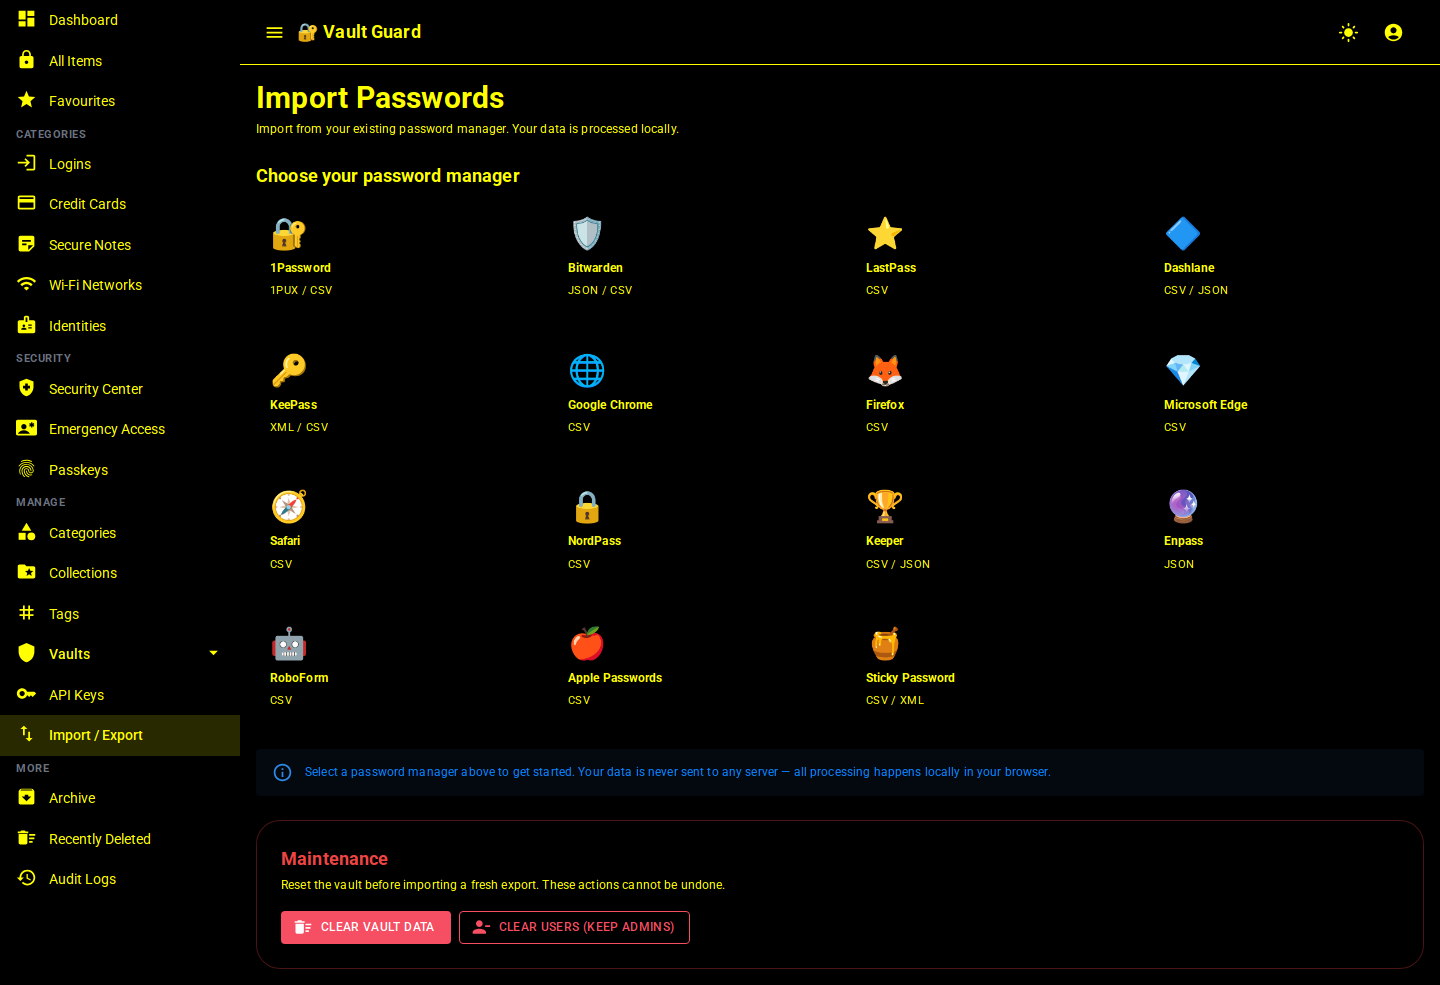 Dashboard
All Items
Favourites
CATEGORIES
Logins
Credit Cards
Secure Notes
Wi-Fi Networks
Identities
SECURITY
Security Center
Emergency Access
Passkeys
MANAGE
Categories
Collections
Tags
Vaults
API Keys
Import / Export
MORE
Archive
Recently Deleted
Audit Logs
Vault Guard
Import Passwords
Import from your existing password manager. Your data is processed locally.
Choose your password manager
1Password
1PUX / CSV
Bitwarden
JSON / CSV
LastPass
CSV
Dashlane
CSV / JSON
KeePass
XML / CSV
Google Chrome
CSV
Firefox
CSV
Microsoft Edge
CSV
Safari
CSV
NordPass
CSV
Keeper
CSV / JSON
Enpass
JSON
RoboForm
CSV
Apple Passwords
CSV
Sticky Password
CSV / XML
Select a password manager above to get started. Your data is never sent to any server — all processing happens locally in your browser.
Maintenance
Reset the vault before importing a fresh export. These actions cannot be undone.
CLEAR VAULT DATA
CLEAR USERS (KEEP ADMINS)